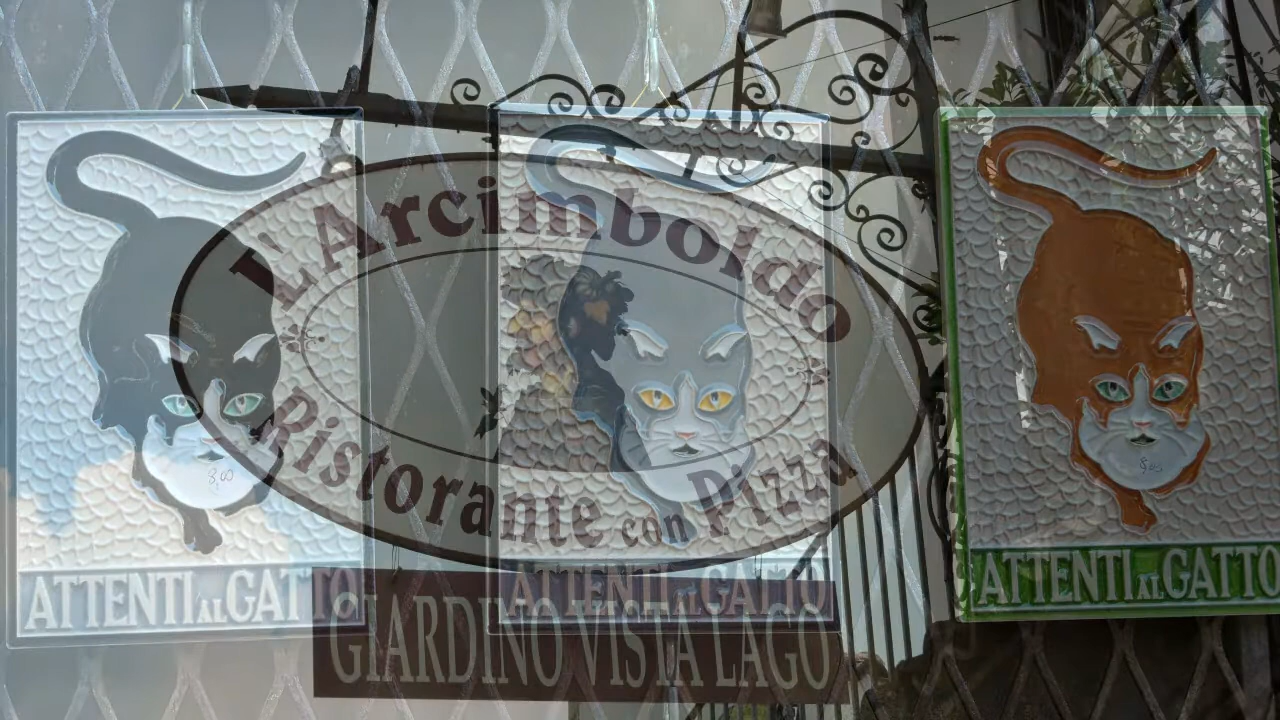 L'Arcimboldo
Ristorante con Pizza
ATTENTI AL GATTO
ATTENTI AL GATTO
ATTENTI AL GATTO
GIARDINO VISTA LAGO